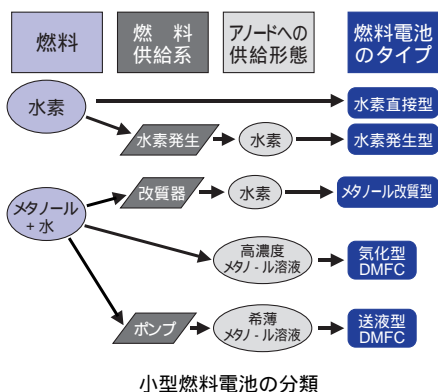 燃料
燃 料
供給系
アノードへの
供給形態
燃料電池
のタイプ
水素
水素直接型
水素発生
水素
水素発生型
メタノール
+ 水
改質器
水素
メタノール改質型
高濃度
メタノ-ル溶液
気化型
DMFC
ポンプ
希薄
メタノ-ル溶液
送液型
DMFC
小型燃料電池の分類